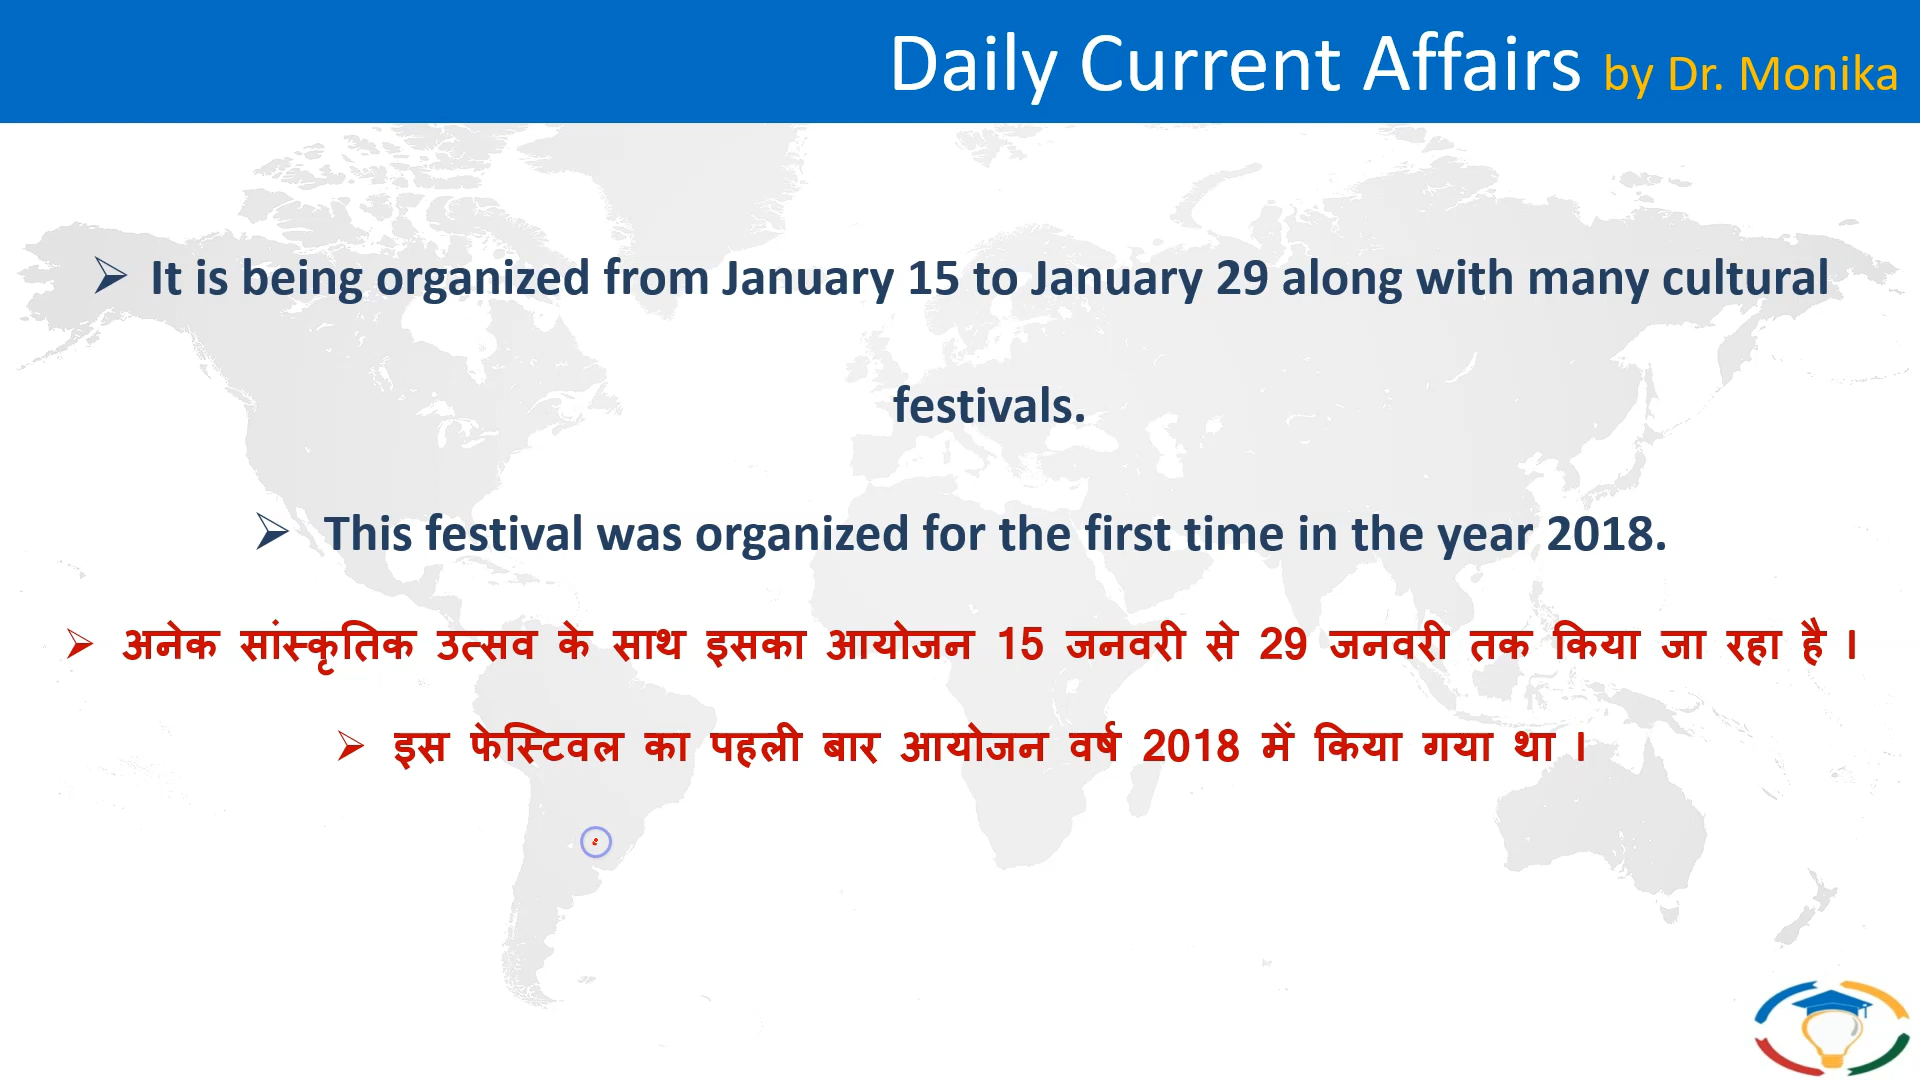 Daily Current Affairs by Dr. Monika
➢ It is being organized from January 15 to January 29 along with many cultural
festivals.
➢ This festival was organized for the first time in the year 2018.
➢ अनेक सांस्कृतिक उत्सव के साथ इसका आयोजन 15 जनवरी से 29 जनवरी तक किया जा रहा है ।
➢ इस फेस्टिवल का पहली बार आयोजन वर्ष 2018 में किया गया था ।